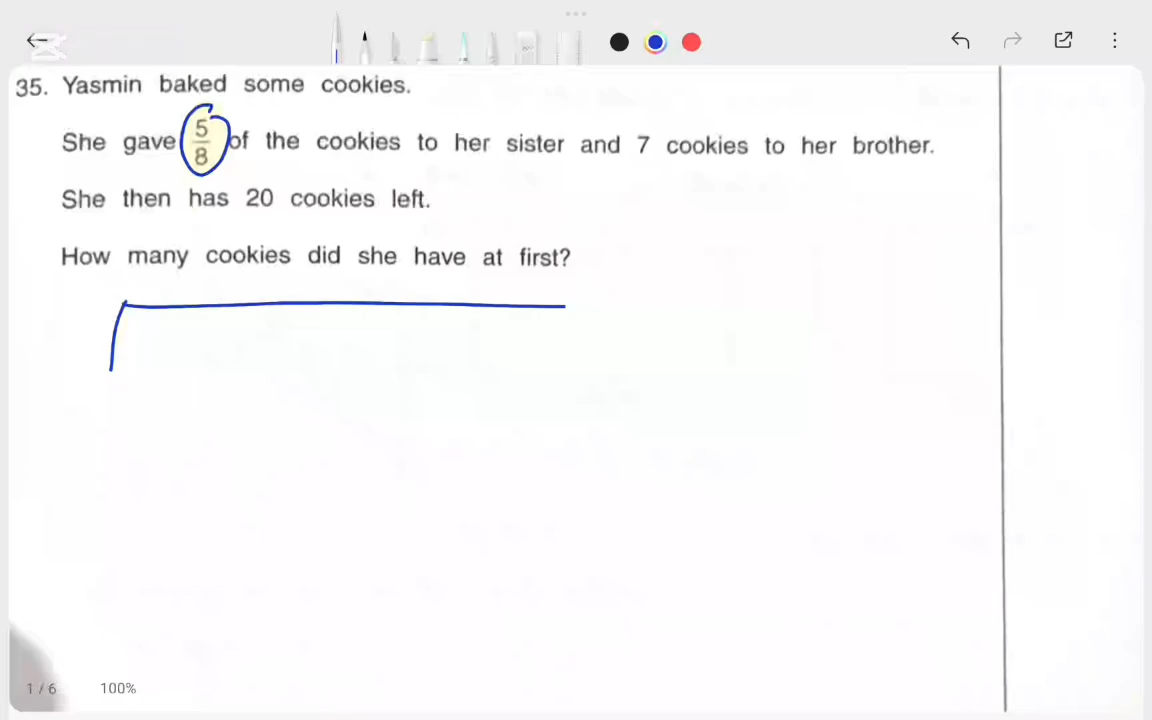 35. Yasmin baked some cookies.
She gave 5/8 of the cookies to her sister and 7 cookies to her brother.
She then has 20 cookies left.
How many cookies did she have at first?
1 / 6 100%